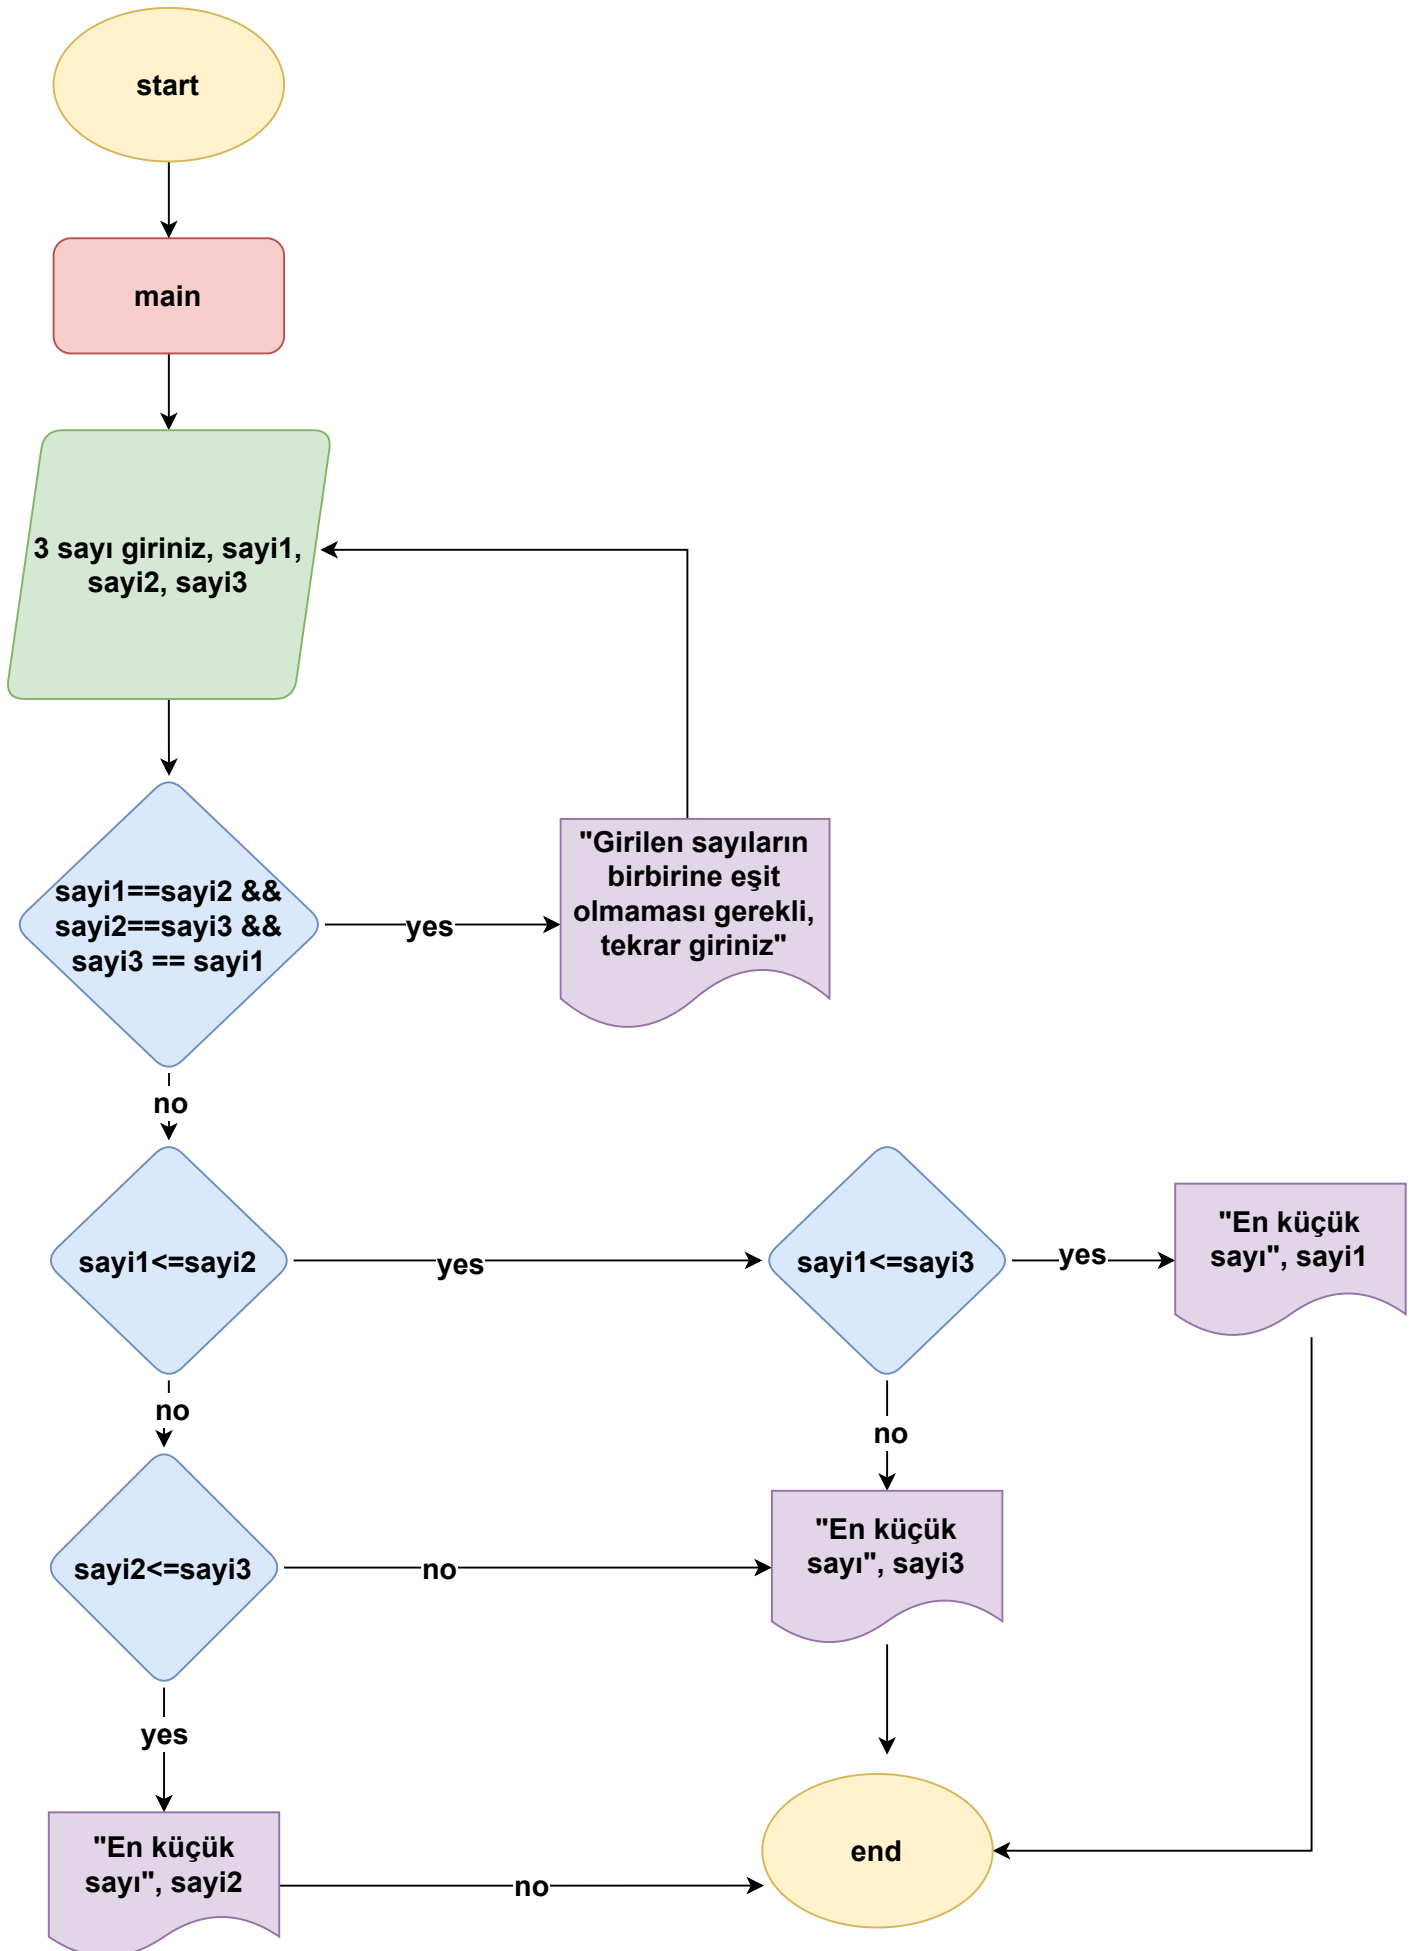 start
main
3 sayı giriniz, sayi1,
sayi2, sayi3
sayi1==sayi2 &&
sayi2==sayi3 &&
sayi3 == sayi1
yes
"Girilen sayıların
birbirine eşit
olmaması gerekli,
tekrar giriniz"
no
sayi1<=sayi2
yes
sayi1<=sayi3
yes
"En küçük
sayı", sayi1
no
no
sayi2<=sayi3
no
"En küçük
sayı", sayi3
yes
"En küçük
sayı", sayi2
no
end